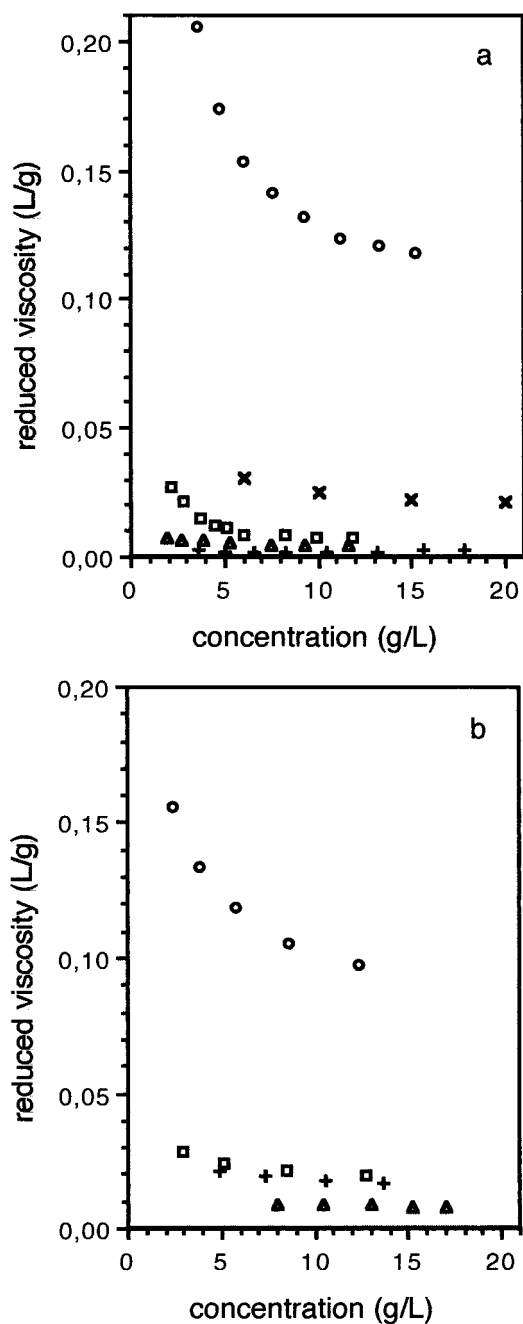 a
0,20
0,15
0,10
0,05
0,00
reduced viscosity (L/g)
0 5 10 15 20
concentration (g/L)
b
0,20
0,15
0,10
0,05
0,00
reduced viscosity (L/g)
0 5 10 15 20
concentration (g/L)